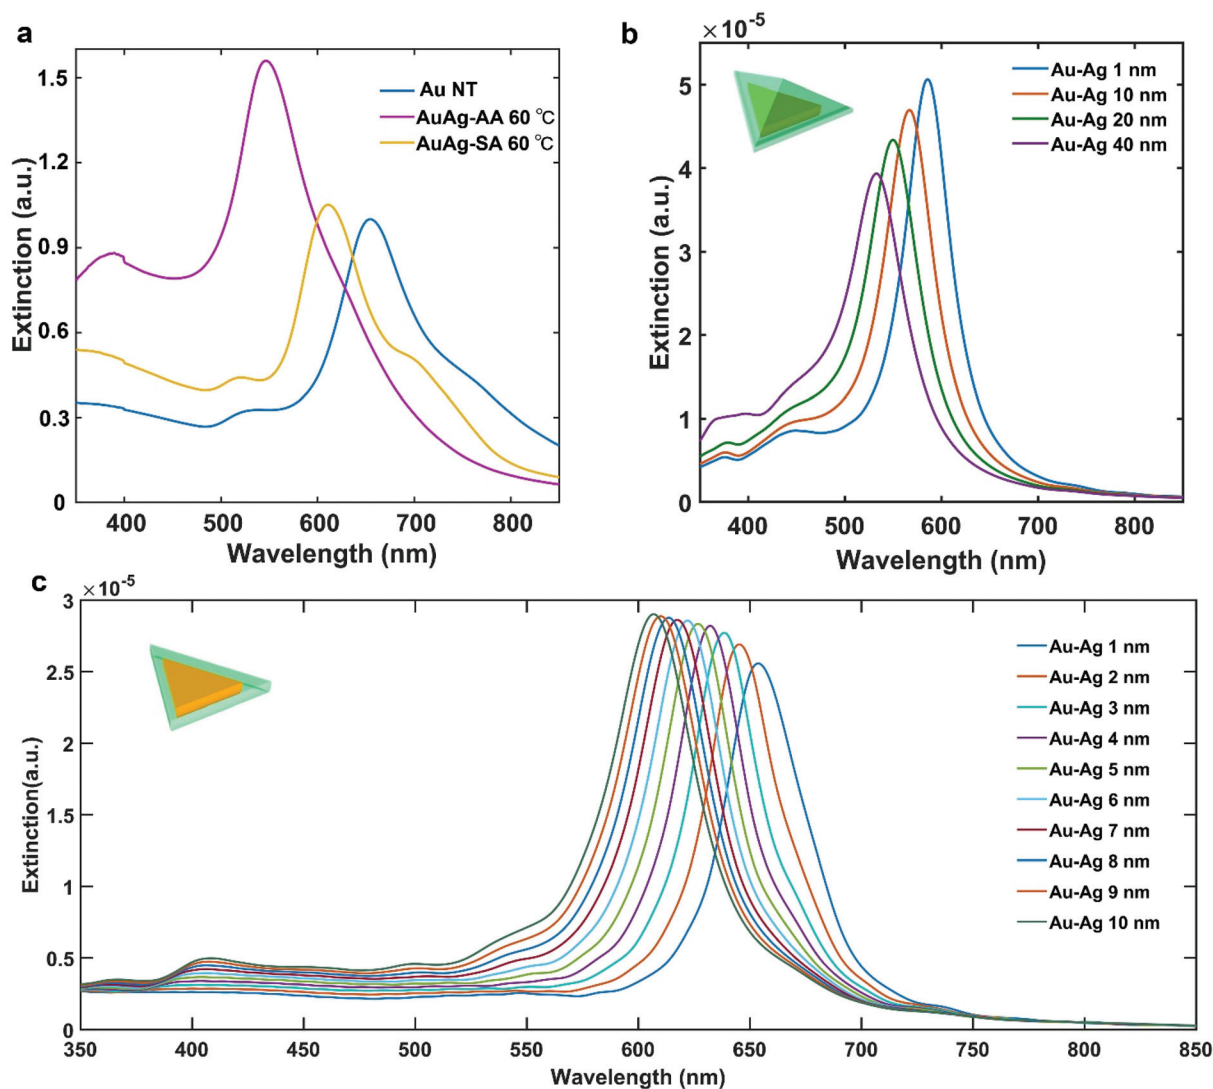 a
Extinction (a.u.)
1.5
1.2
0.9
0.6
0.3
0
400 500 600 700 800
Wavelength (nm)
Au NT
AuAg-AA 60 ℃
AuAg-SA 60 ℃
b
×10⁻⁵
Extinction (a.u.)
5
4
3
2
1
0
400 500 600 700 800
Wavelength (nm)
Au-Ag 1 nm
Au-Ag 10 nm
Au-Ag 20 nm
Au-Ag 40 nm
c
×10⁻⁵
Extinction(a.u.)
3
2.5
2
1.5
1
0.5
0
350 400 450 500 550 600 650 700 750 800 850
Wavelength (nm)
Au-Ag 1 nm
Au-Ag 2 nm
Au-Ag 3 nm
Au-Ag 4 nm
Au-Ag 5 nm
Au-Ag 6 nm
Au-Ag 7 nm
Au-Ag 8 nm
Au-Ag 9 nm
Au-Ag 10 nm